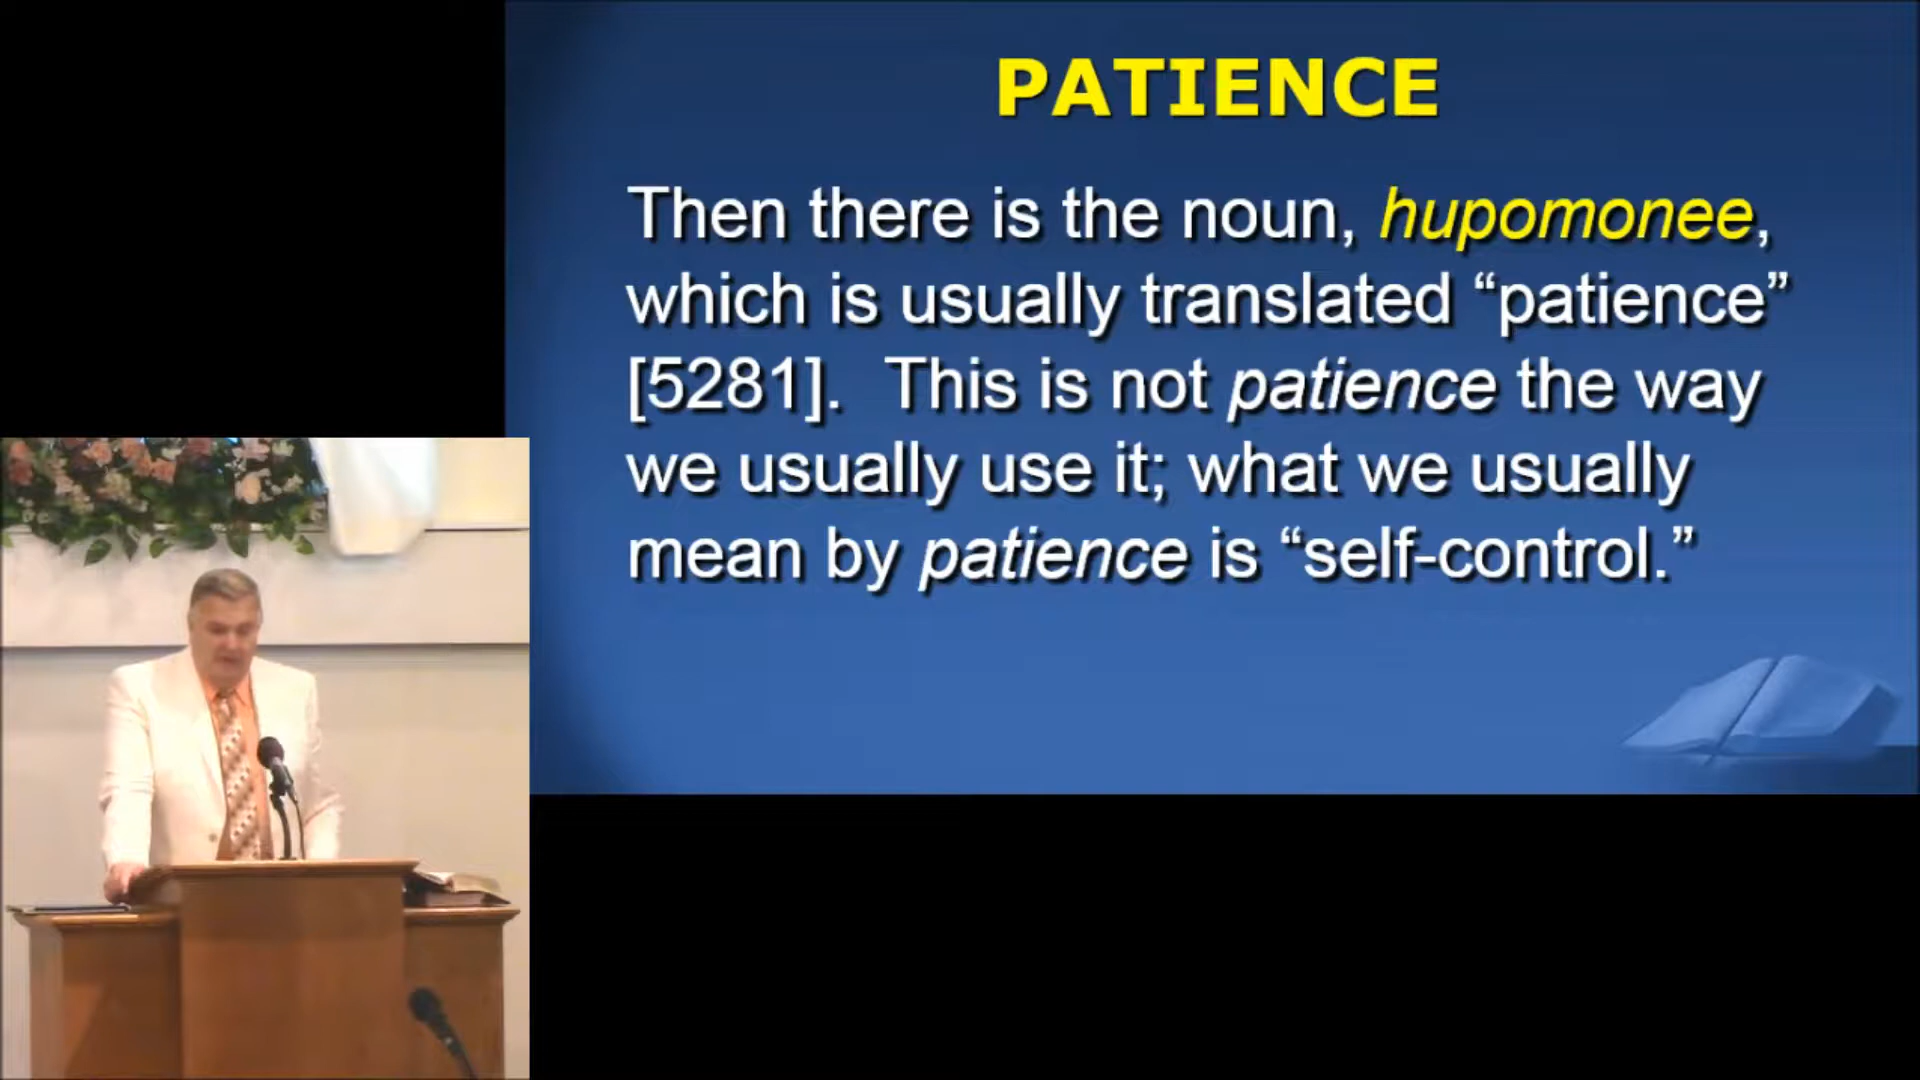 PATIENCE
Then there is the noun, hupomonee,
which is usually translated “patience”
[5281].  This is not patience the way
we usually use it; what we usually
mean by patience is “self-control.”